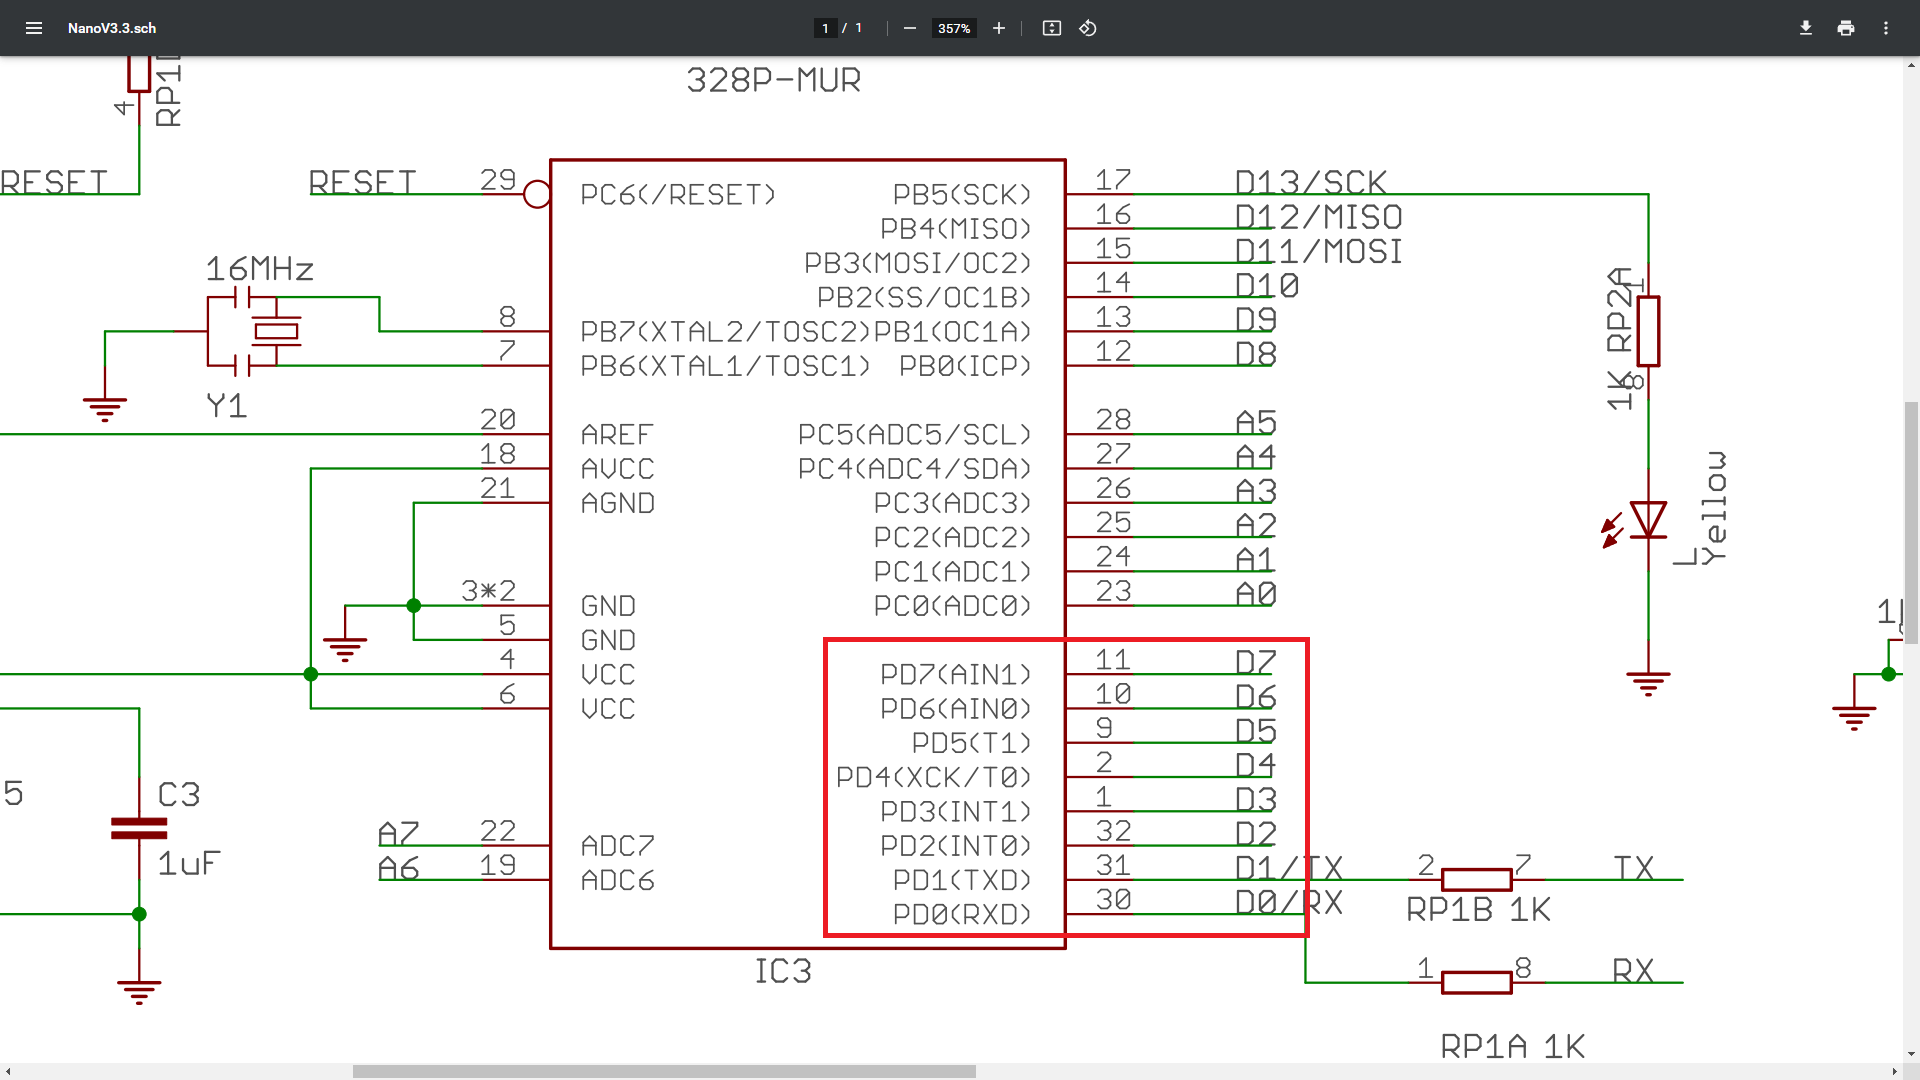 NanoV3.3.sch
1 / 1
357%
328P-MUR
4
RESET
RESET
29
PC6(/RESET)
PB5(SCK)
17
D13/SCK
PB4(MISO)
16
D12/MISO
PB3(MOSI/OC2)
15
D11/MOSI
PB2(SS/OC1B)
14
D10
16MHz
8
PB7(XTAL2/TOSC2)
PB1(OC1A)
13
D9
7
PB6(XTAL1/TOSC1)
PB0(ICP)
12
D8
Y1
1
RP2A
1K
8
20
AREF
PC5(ADC5/SCL)
28
A5
18
AVCC
PC4(ADC4/SDA)
27
A4
21
AGND
PC3(ADC3)
26
A3
PC2(ADC2)
25
A2
PC1(ADC1)
24
A1
L
Yellow
3*2
GND
PC0(ADC0)
23
A0
5
GND
4
VCC
PD7(AIN1)
11
D7
6
VCC
PD6(AIN0)
10
D6
PD5(T1)
9
D5
PD4(XCK/T0)
2
D4
5
C3
PD3(INT1)
1
D3
1uF
A7
22
ADC7
PD2(INT0)
32
D2
A6
19
ADC6
PD1(TXD)
31
D1/TX
2
7
TX
RP1B 1K
PD0(RXD)
30
D0/RX
IC3
1
8
RX
RP1A 1K